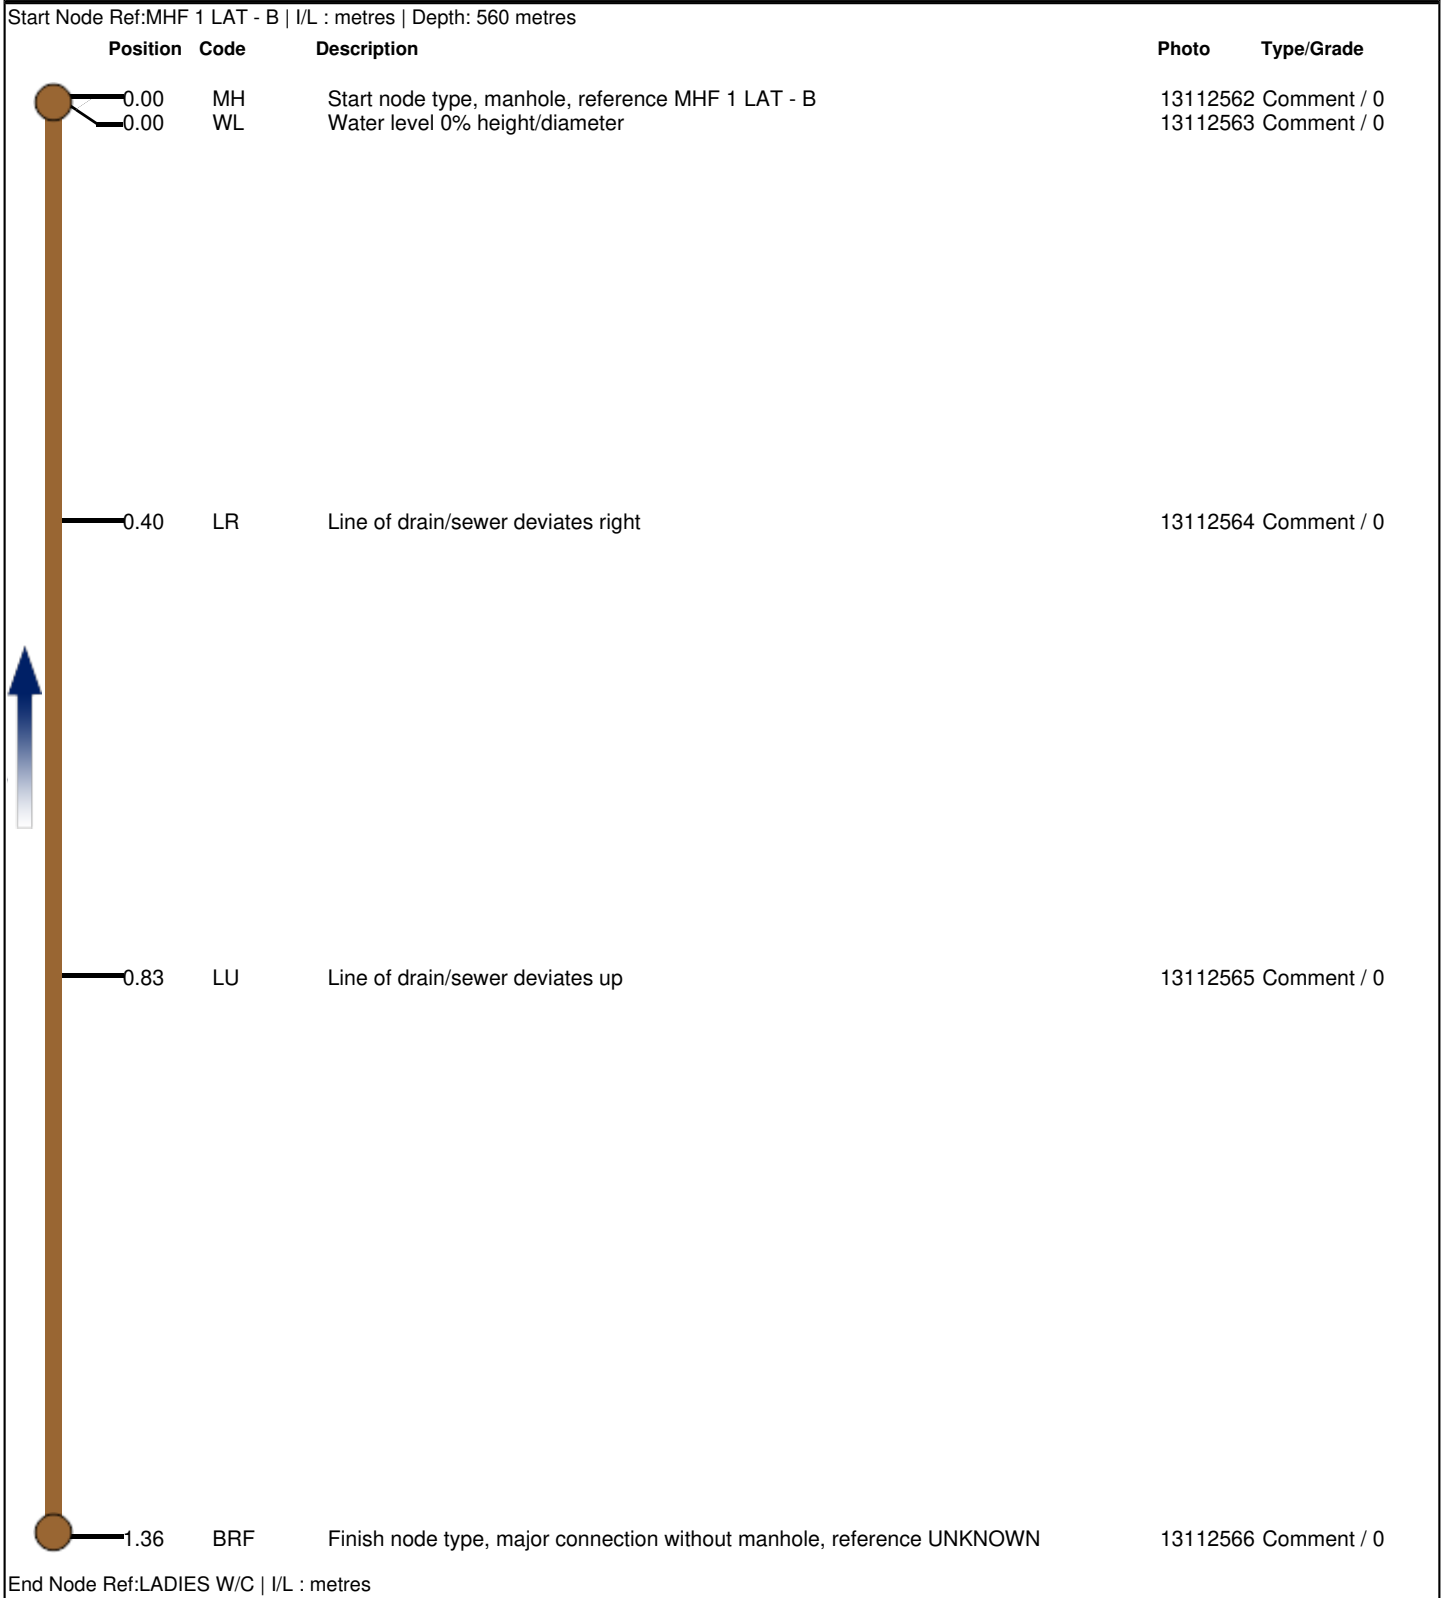 Start Node Ref:MHF 1 LAT - B | I/L : metres | Depth: 560 metres
Position Code Description Photo Type/Grade
0.00 MH Start node type, manhole, reference MHF 1 LAT - B 13112562 Comment / 0
0.00 WL Water level 0% height/diameter 13112563 Comment / 0
0.40 LR Line of drain/sewer deviates right 13112564 Comment / 0
0.83 LU Line of drain/sewer deviates up 13112565 Comment / 0
1.36 BRF Finish node type, major connection without manhole, reference UNKNOWN 13112566 Comment / 0
End Node Ref:LADIES W/C | I/L : metres